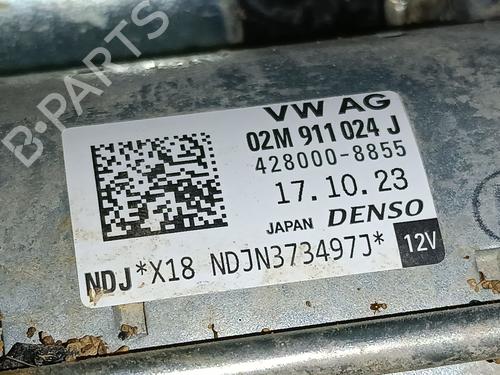 B-PARTS
VW AG
02M 911 024 J
428000-8855
17.10.23
JAPAN DENSO
NDJ*X18 NDJN373497J* 12V